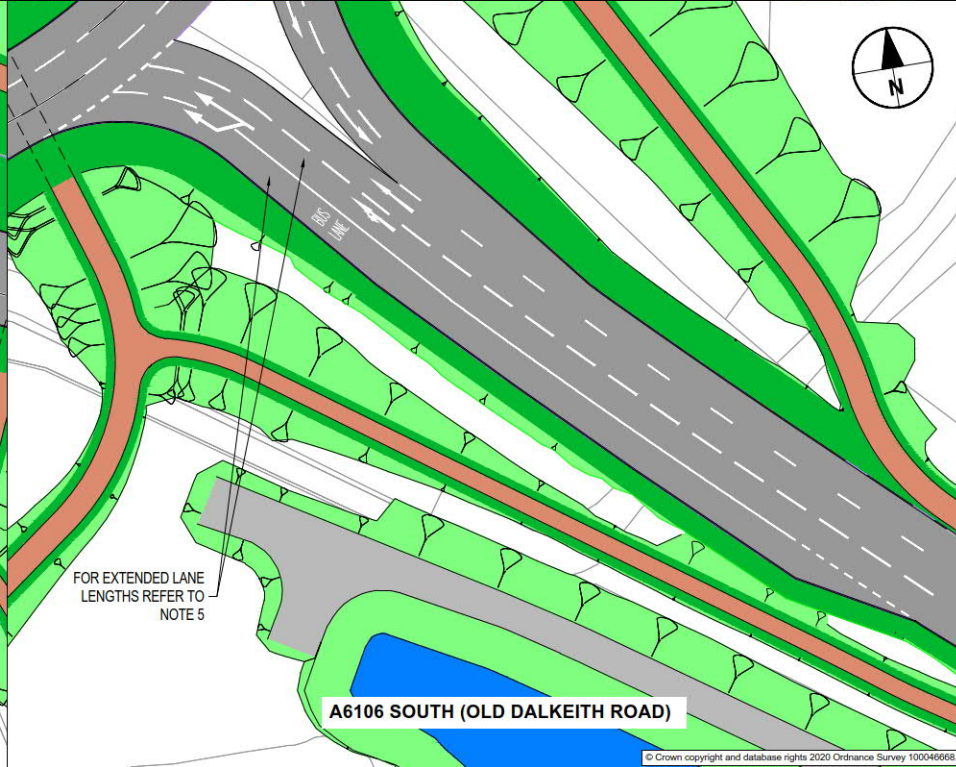 N
BUS
LANE
FOR EXTENDED LANE
LENGTHS REFER TO
NOTE 5
A6106 SOUTH (OLD DALKEITH ROAD)
© Crown copyright and database rights 2020 Ordnance Survey 100046668.